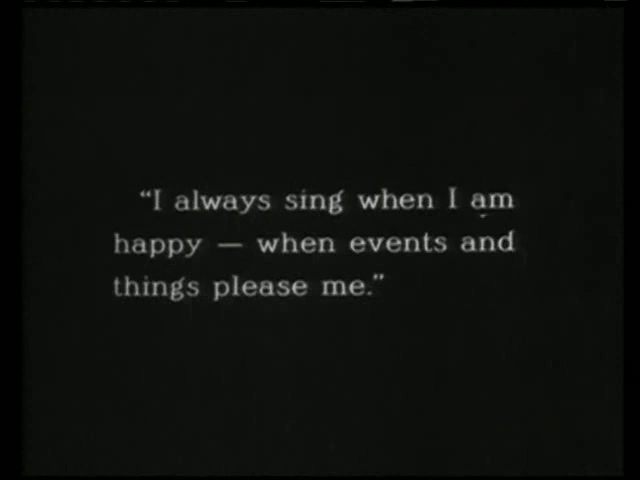 “I always sing when I am
happy — when events and
things please me.”